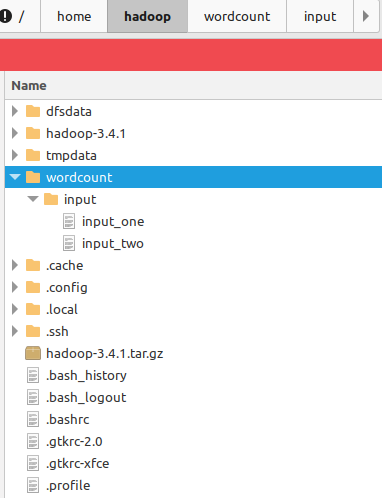 / home hadoop wordcount input
Name
dfsdata
hadoop-3.4.1
tmpdata
wordcount
input
input_one
input_two
.cache
.config
.local
.ssh
hadoop-3.4.1.tar.gz
.bash_history
.bash_logout
.bashrc
.gtkrc-2.0
.gtkrc-xfce
.profile